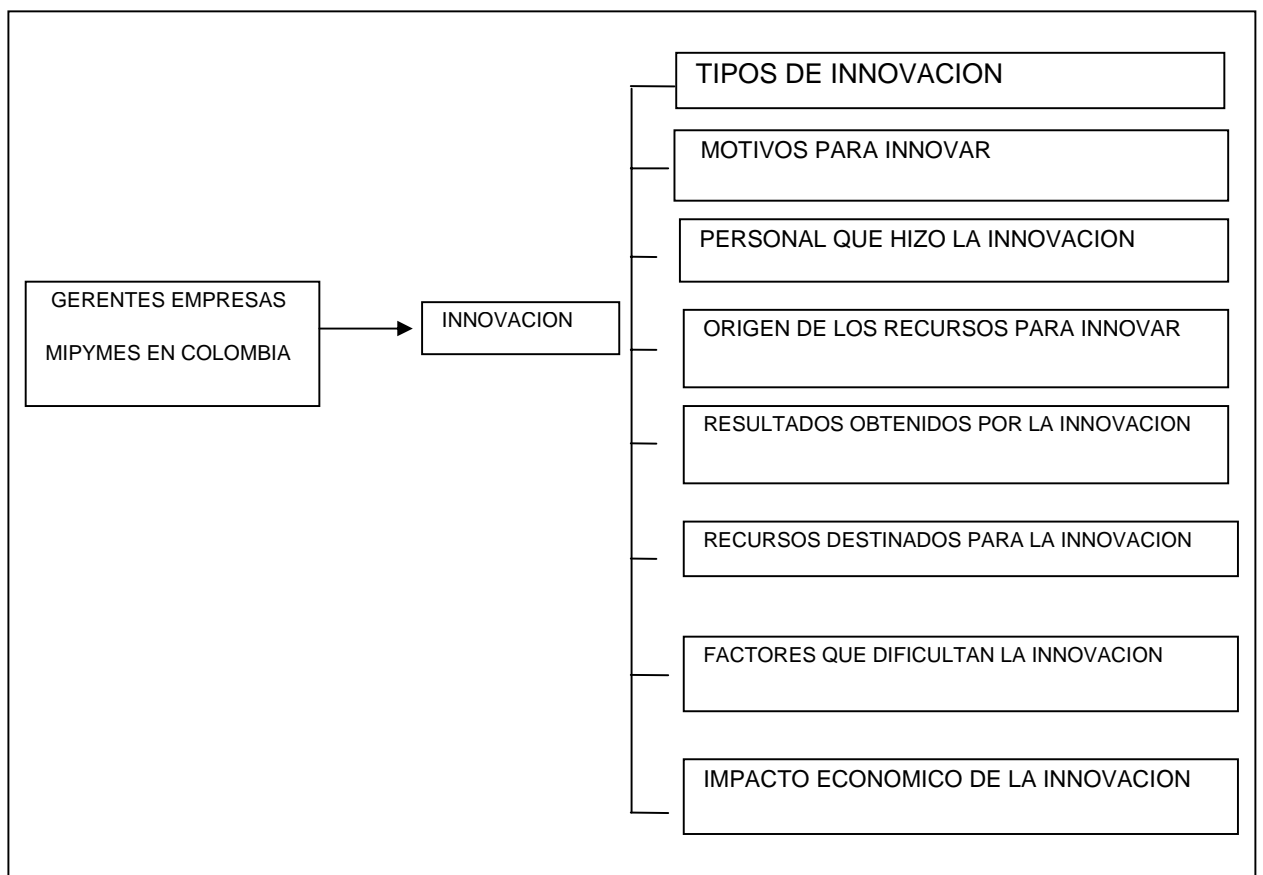 TIPOS DE INNOVACION
MOTIVOS PARA INNOVAR
PERSONAL QUE HIZO LA INNOVACION
GERENTES EMPRESAS
MIPYMES EN COLOMBIA
INNOVACION
ORIGEN DE LOS RECURSOS PARA INNOVAR
RESULTADOS OBTENIDOS POR LA INNOVACION
RECURSOS DESTINADOS PARA LA INNOVACION
FACTORES QUE DIFICULTAN LA INNOVACION
IMPACTO ECONOMICO DE LA INNOVACION